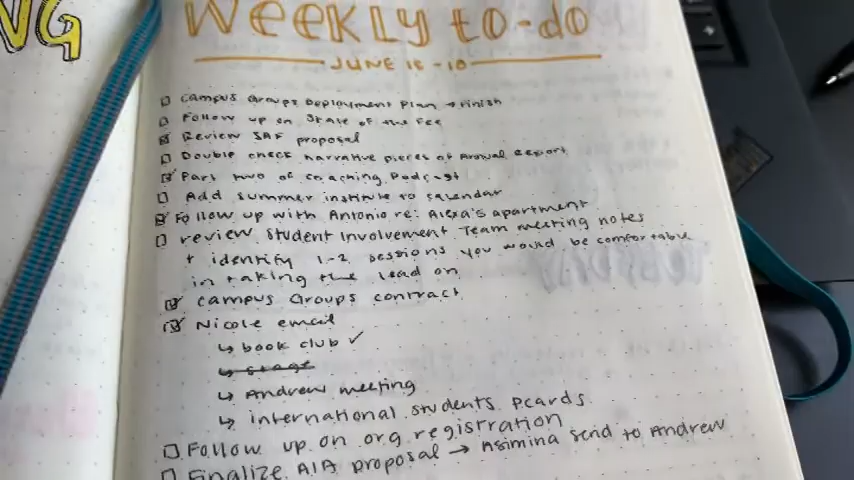 NG
WEEKLY to-do
JUNE 18-10
Campus Groups Deployment Plan → Finish
Follow up on State of the Fee
Review SAF proposal
Double check narrative pieces of Annual Report
Part two of coaching Podcast
Add summer institute to calendar
Follow up with Antonio re: Alexa's apartment
review Student Involvement Team meeting notes
+ identify 1-2 sessions you would be comfortable
in taking the lead on
Campus Groups contract
Nicole email
↳ book club ✓
↳ stage
↳ Andrew meeting
↳ international students pcards
Follow up on org registration
Finalize AIA proposal → Asimina send to Andrew